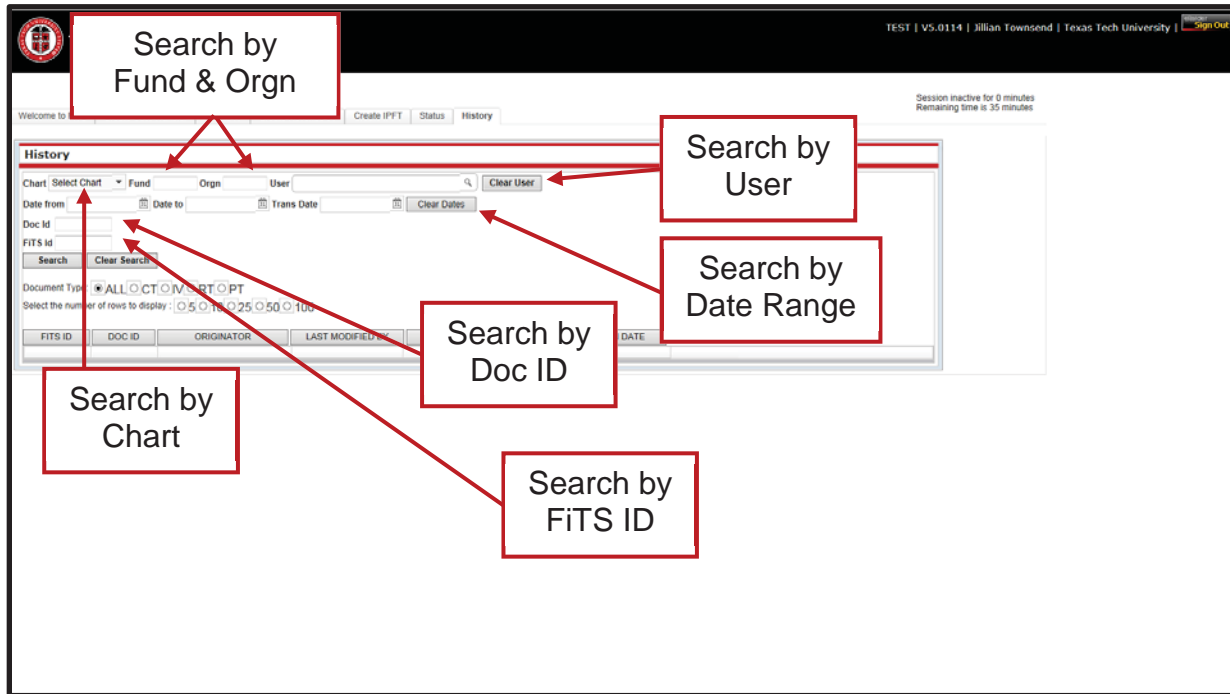 TEST | V5.0114 | Jillian Townsend | Texas Tech University | Sign Out
Search by
Fund & Orgn
Session inactive for 0 minutes
Remaining time is 35 minutes
Welcome to Create IPFT Status History
History
Chart Select Chart Fund Orgn User Clear User
Date from Date to Trans Date Clear Dates
Doc Id
FiTS Id
Search Clear Search
Document Type ALL CT IV RT PT
Select the number of rows to display : 5 10 25 50 100
FITS ID DOC ID ORIGINATOR LAST MODIFIED BY DATE
Search by
User
Search by
Date Range
Search by
Doc ID
Search by
Chart
Search by
FiTS ID